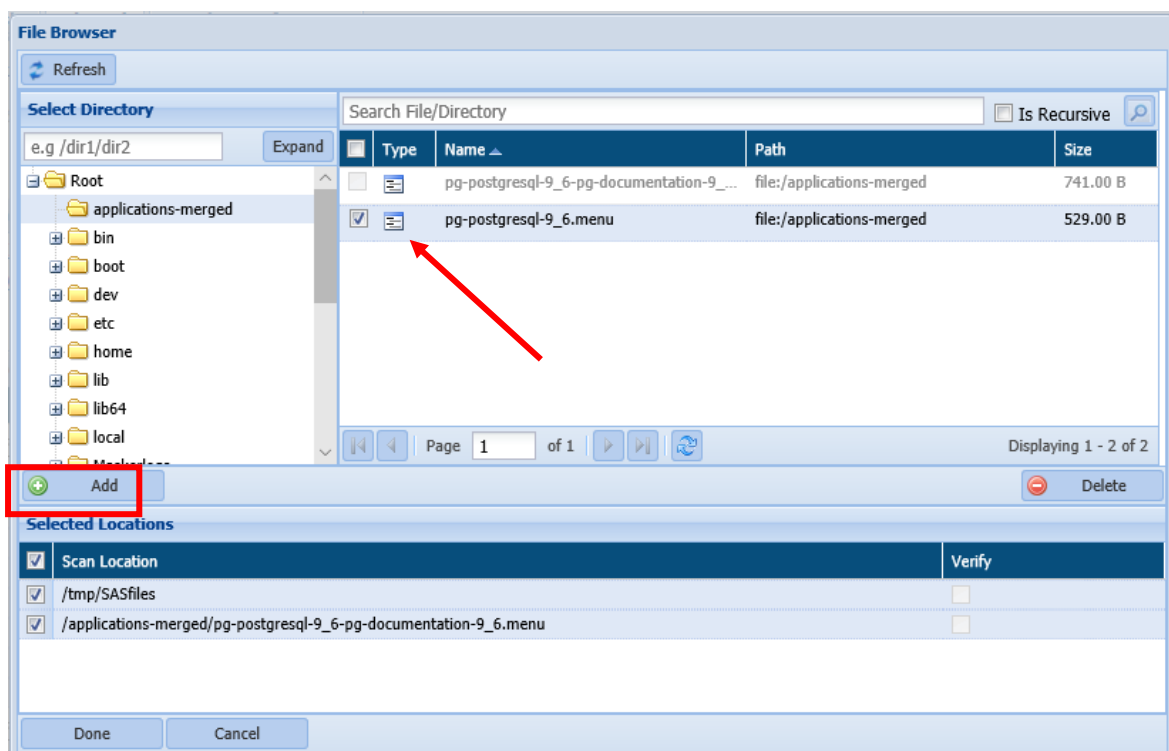 File Browser
Refresh
Select Directory
Search File/Directory Is Recursive
e.g /dir1/dir2 Expand
Type Name Path Size
Root
pg-postgresql-9_6-pg-documentation-9_... file:/applications-merged 741.00 B
applications-merged
pg-postgresql-9_6.menu file:/applications-merged 529.00 B
bin
boot
dev
etc
home
lib
lib64
local
Page 1 of 1 Displaying 1 - 2 of 2
Add Delete
Selected Locations
Scan Location Verify
/tmp/SASfiles
/applications-merged/pg-postgresql-9_6-pg-documentation-9_6.menu
Done Cancel